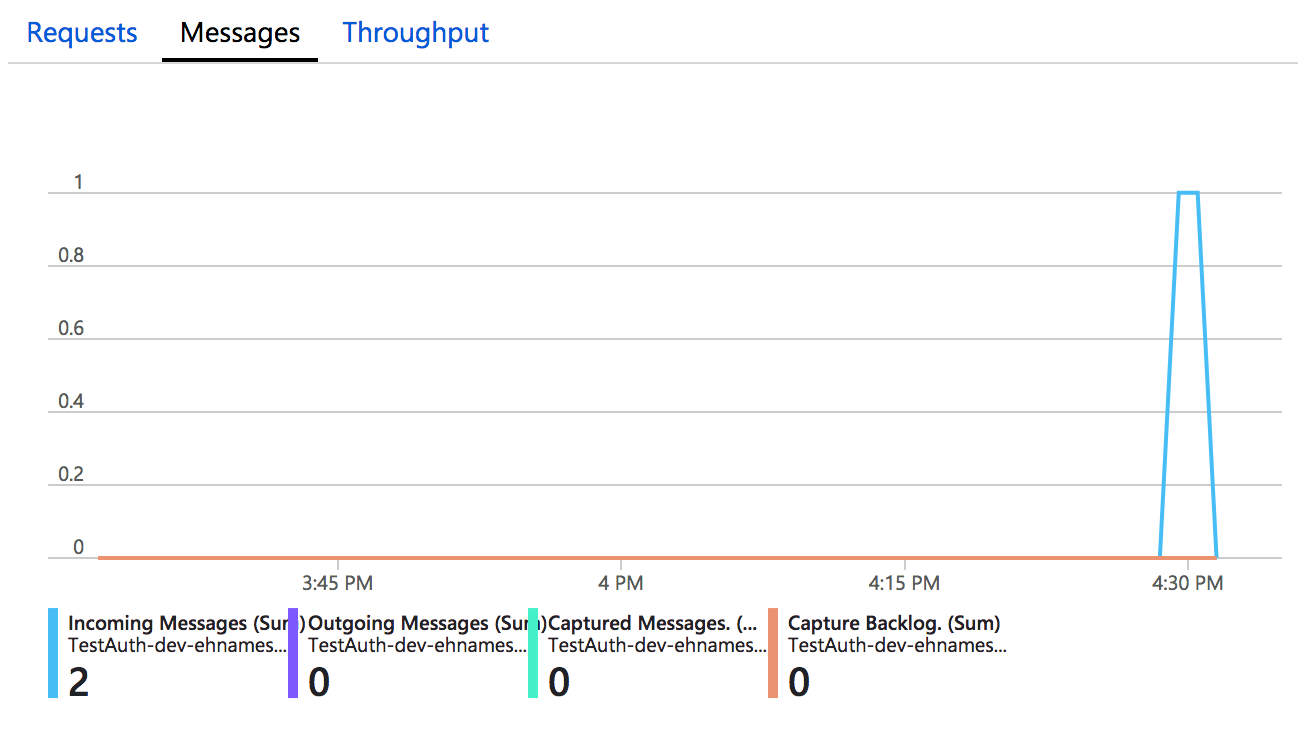 Requests Messages Throughput
1
0.8
0.6
0.4
0.2
0
3:45 PM 4 PM 4:15 PM 4:30 PM
Incoming Messages (Sum) Outgoing Messages (Sum) Captured Messages. (... Capture Backlog. (Sum)
TestAuth-dev-ehnames... TestAuth-dev-ehnames... TestAuth-dev-ehnames... TestAuth-dev-ehnames...
2 0 0 0